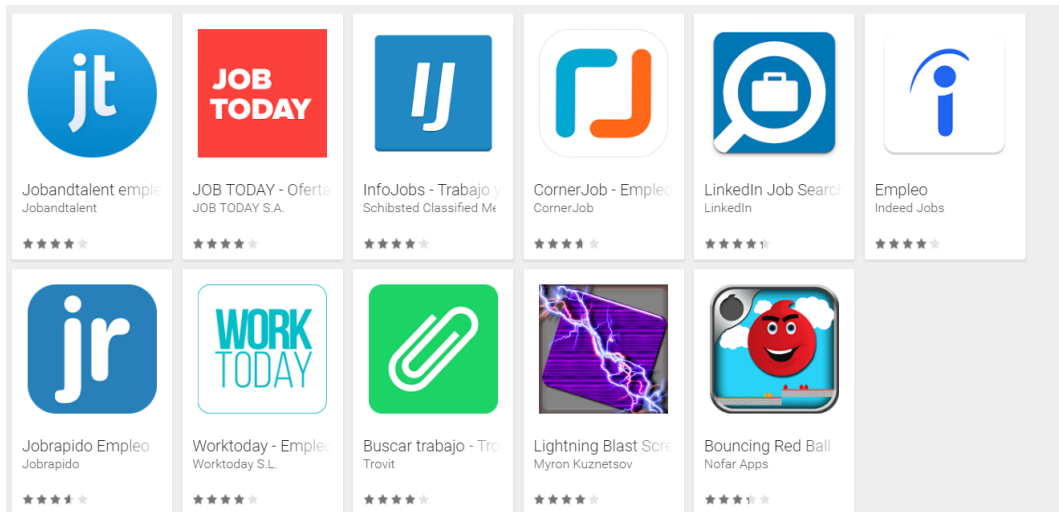 jt
JOB
TODAY
IJ
Jobandtalent emple
Jobandtalent
JOB TODAY - Oferta
JOB TODAY S.A.
InfoJobs - Trabajo y
Schibsted Classified Me
CornerJob - Empleo
CornerJob
LinkedIn Job Search
LinkedIn
Empleo
Indeed Jobs
jr
WORK
TODAY
Jobrapido Empleo
Jobrapido
Worktoday - Empleo
Worktoday S.L.
Buscar trabajo - Tro
Trovit
Lightning Blast Scre
Myron Kuznetsov
Bouncing Red Ball
Nofar Apps